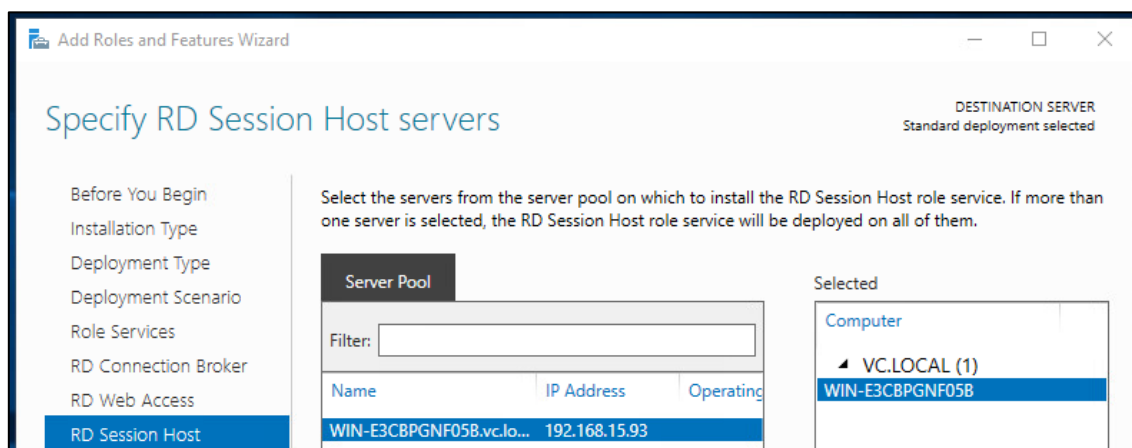 Add Roles and Features Wizard
Specify RD Session Host servers
DESTINATION SERVER
Standard deployment selected
Before You Begin
Installation Type
Deployment Type
Deployment Scenario
Role Services
RD Connection Broker
RD Web Access
RD Session Host
Select the servers from the server pool on which to install the RD Session Host role service. If more than
one server is selected, the RD Session Host role service will be deployed on all of them.
Server Pool
Filter:
Name IP Address Operating
WIN-E3CBPGNF05B.vc.lo... 192.168.15.93
Selected
Computer
VC.LOCAL (1)
WIN-E3CBPGNF05B